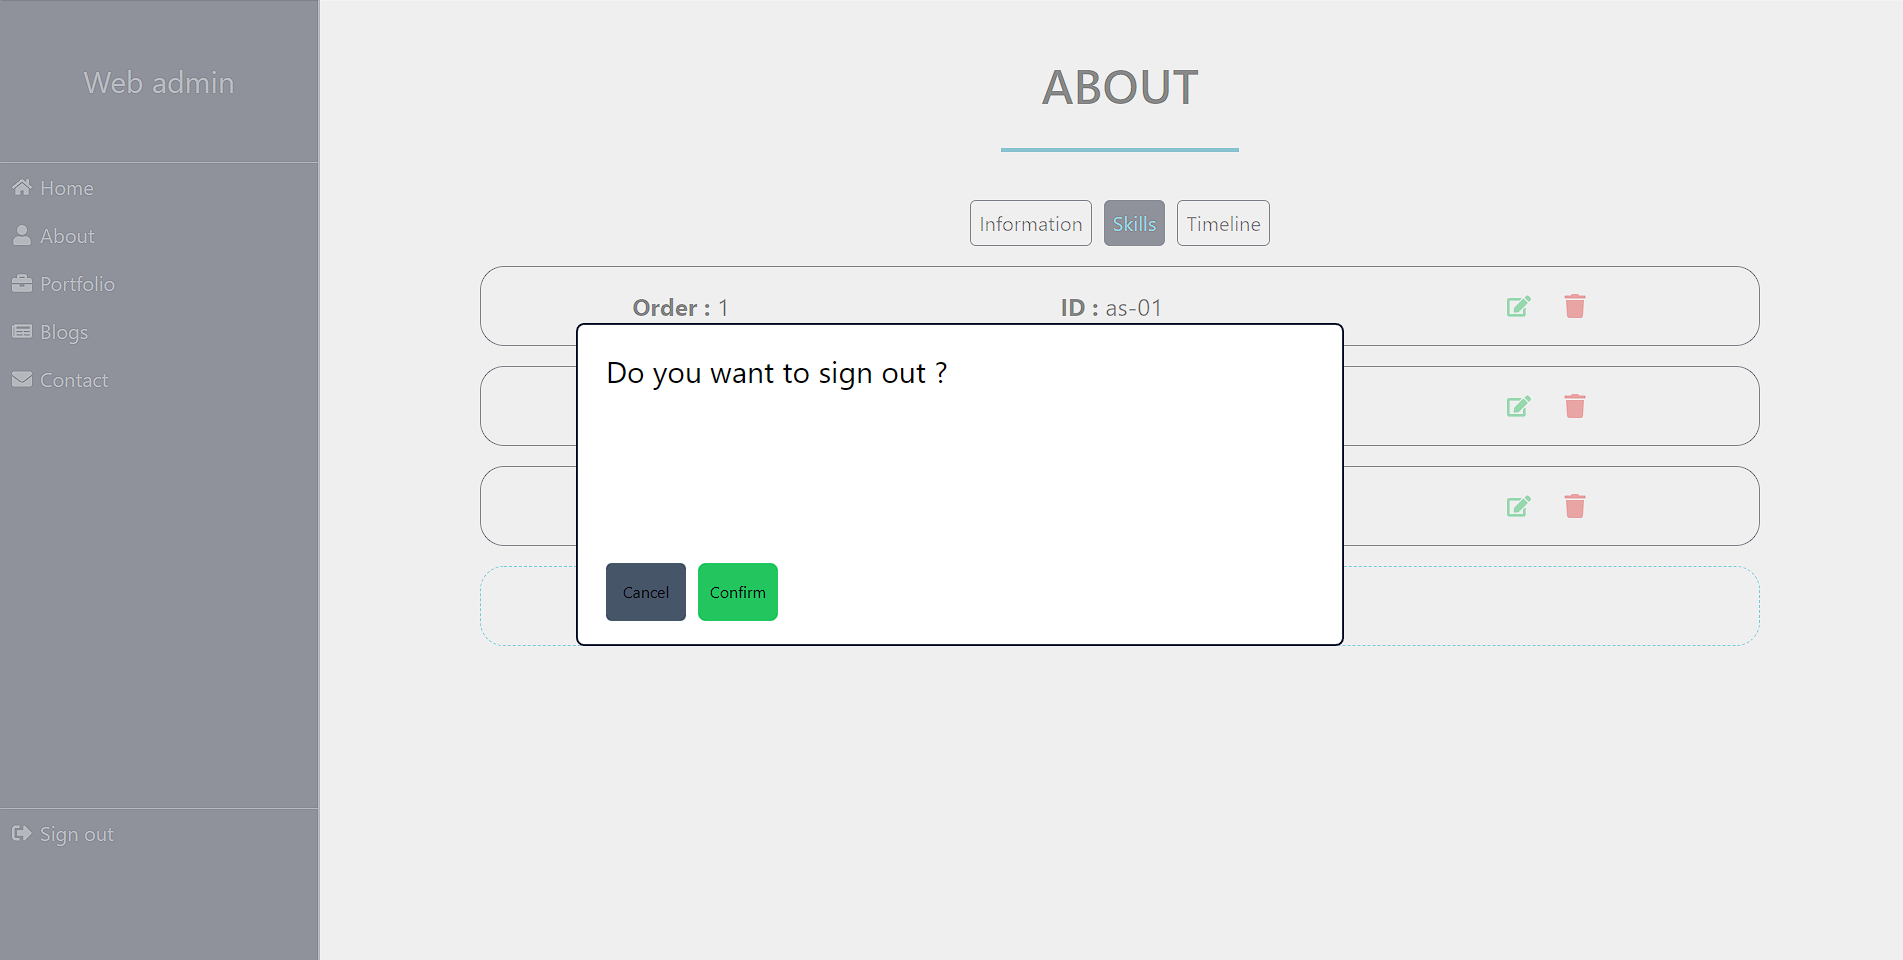 Web admin
Home
About
Portfolio
Blogs
Contact
Sign out
ABOUT
Information Skills Timeline
Order : 1 ID : as-01
Do you want to sign out ?
Cancel Confirm